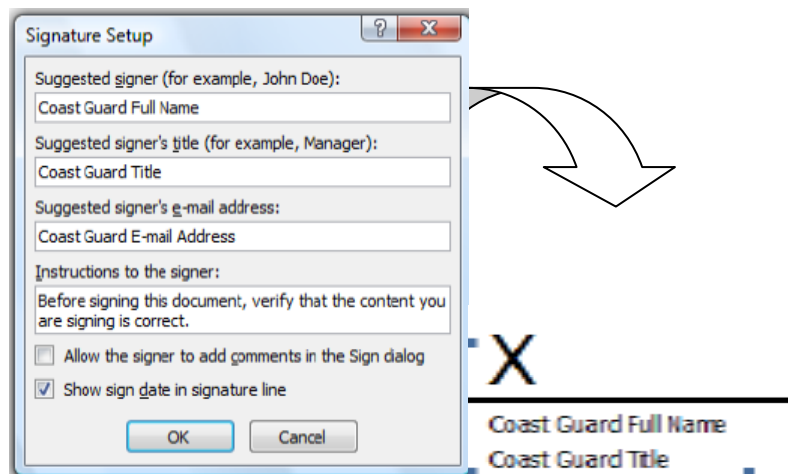 Signature Setup
Suggested signer (for example, John Doe):
Coast Guard Full Name
Suggested signer's title (for example, Manager):
Coast Guard Title
Suggested signer's e-mail address:
Coast Guard E-mail Address
Instructions to the signer:
Before signing this document, verify that the content you
are signing is correct.
Allow the signer to add comments in the Sign dialog
Show sign date in signature line
OK Cancel
X
Coast Guard Full Name
Coast Guard Title